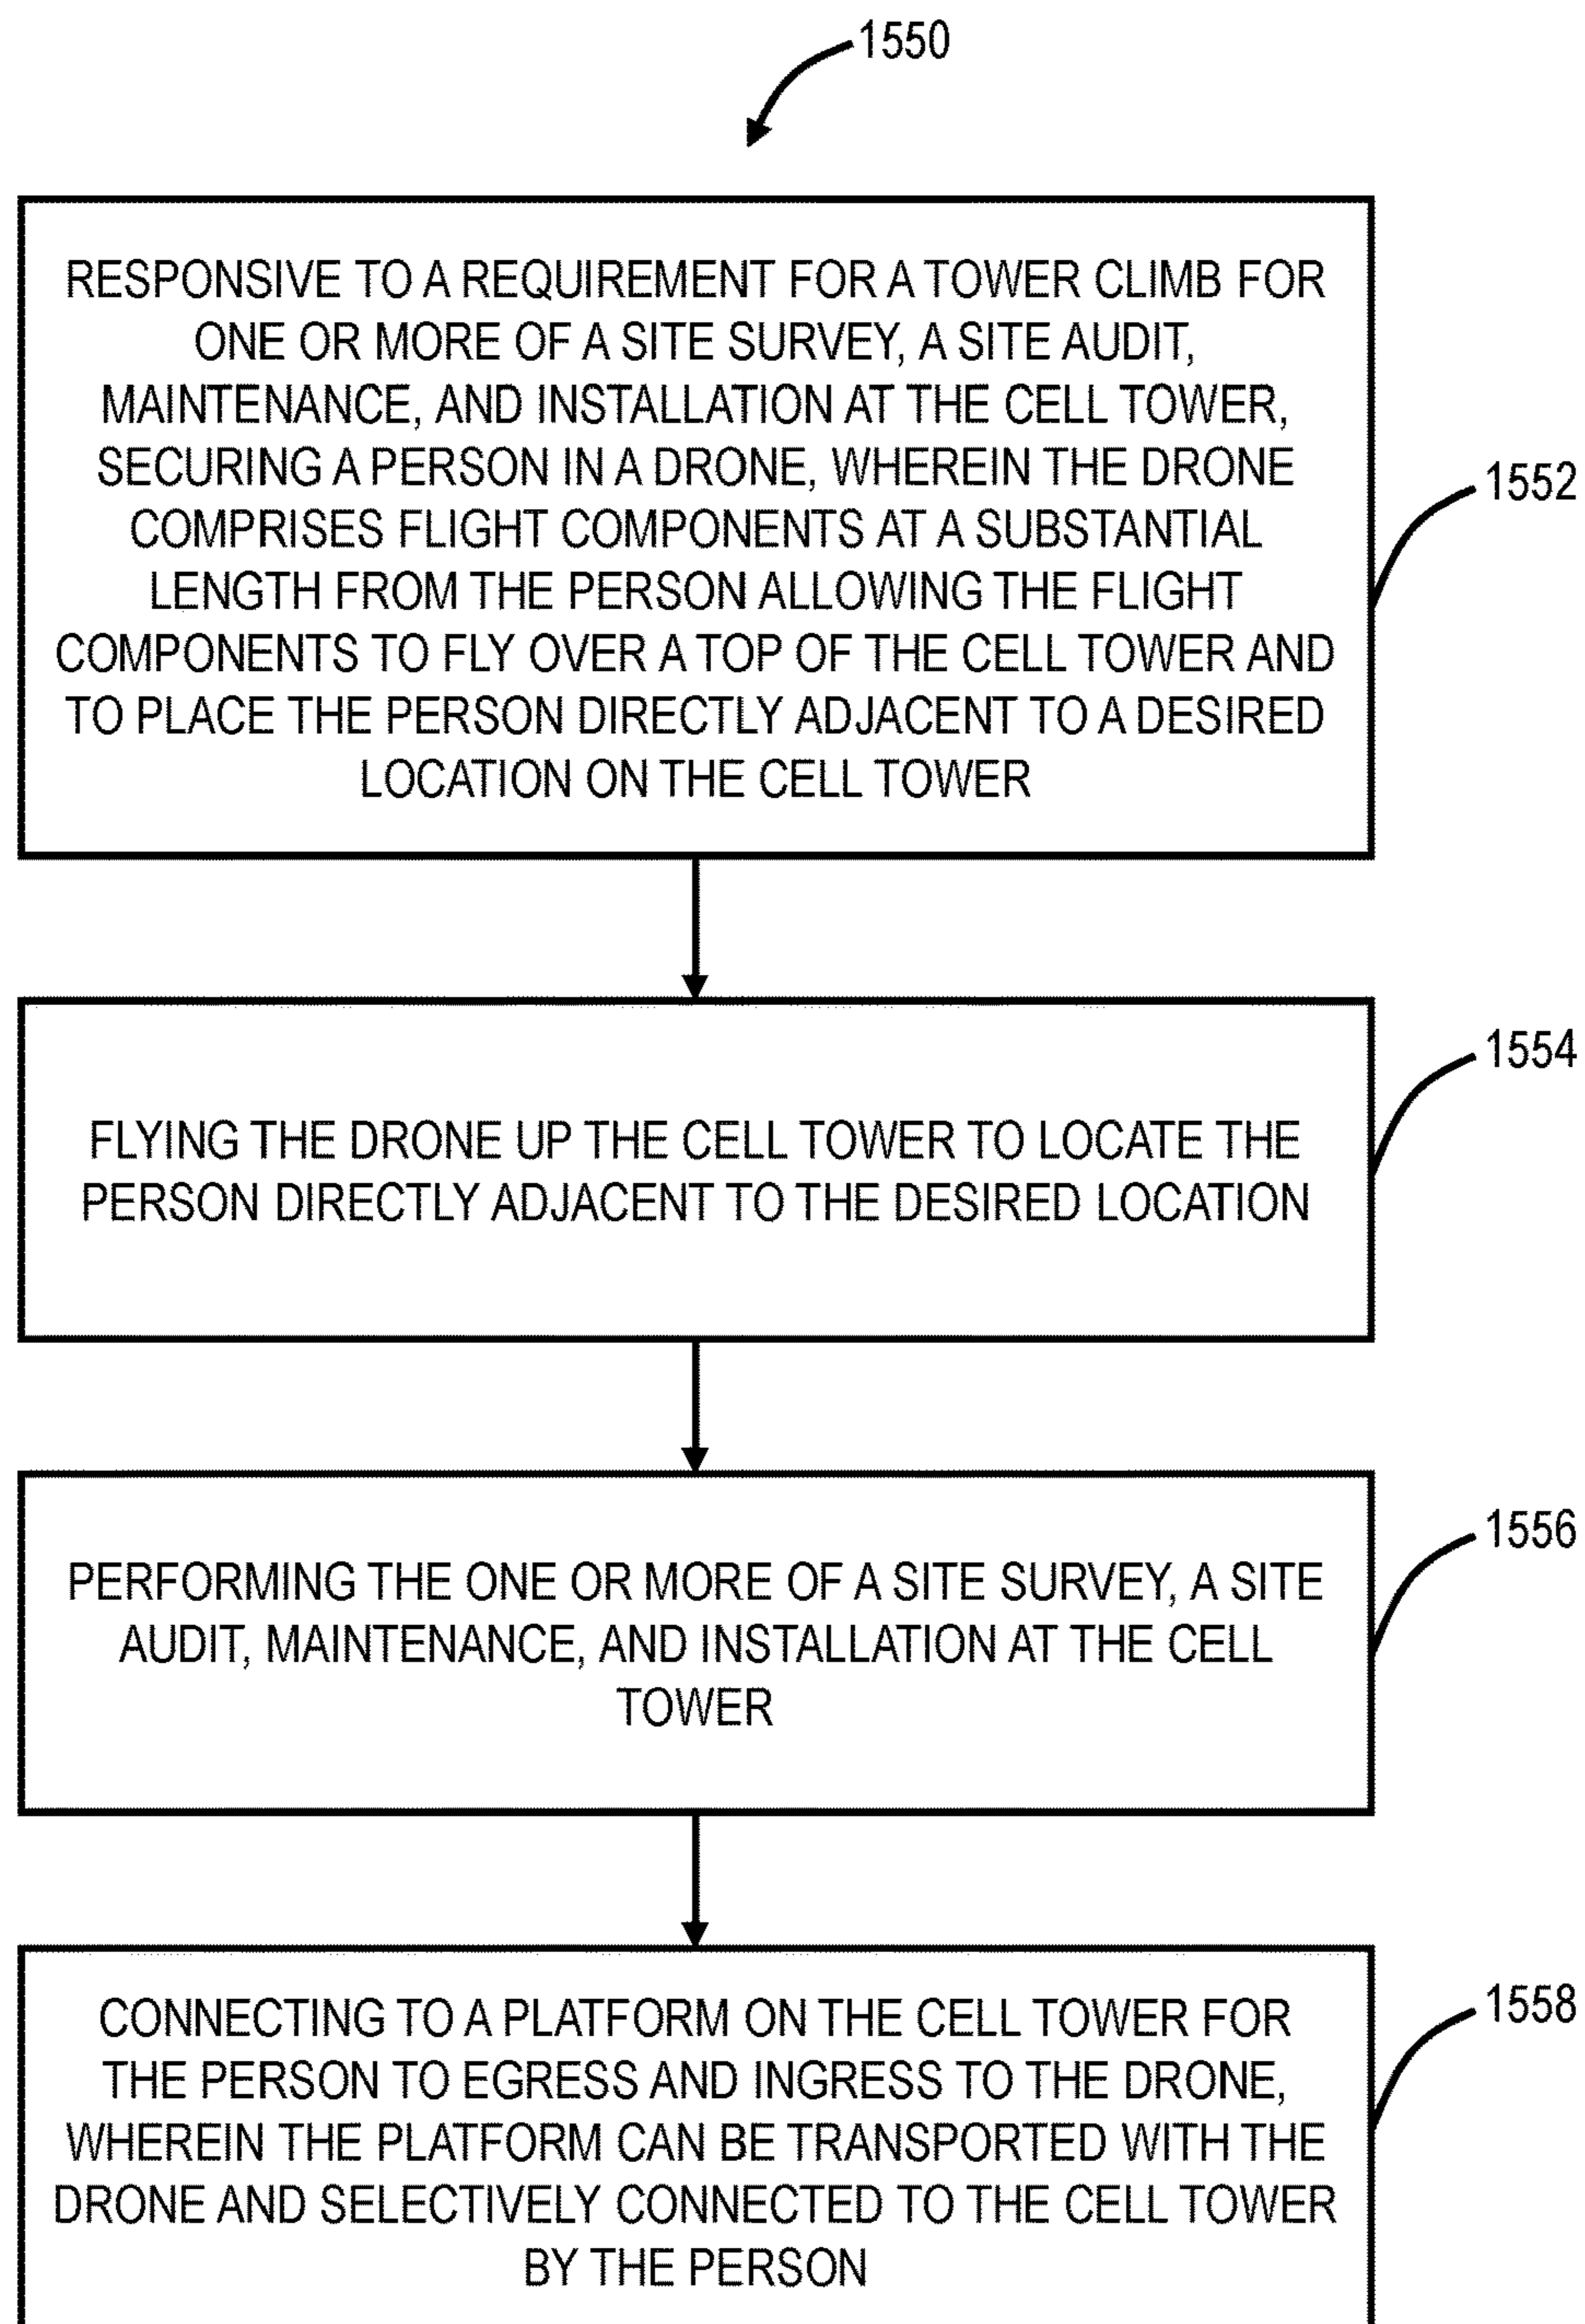 1550
RESPONSIVE TO A REQUIREMENT FOR A TOWER CLIMB FOR
ONE OR MORE OF A SITE SURVEY, A SITE AUDIT,
MAINTENANCE, AND INSTALLATION AT THE CELL TOWER,
SECURING A PERSON IN A DRONE, WHEREIN THE DRONE
COMPRISES FLIGHT COMPONENTS AT A SUBSTANTIAL
LENGTH FROM THE PERSON ALLOWING THE FLIGHT
COMPONENTS TO FLY OVER A TOP OF THE CELL TOWER AND
TO PLACE THE PERSON DIRECTLY ADJACENT TO A DESIRED
LOCATION ON THE CELL TOWER
1552
FLYING THE DRONE UP THE CELL TOWER TO LOCATE THE
PERSON DIRECTLY ADJACENT TO THE DESIRED LOCATION
1554
PERFORMING THE ONE OR MORE OF A SITE SURVEY, A SITE
AUDIT, MAINTENANCE, AND INSTALLATION AT THE CELL
TOWER
1556
CONNECTING TO A PLATFORM ON THE CELL TOWER FOR
THE PERSON TO EGRESS AND INGRESS TO THE DRONE,
WHEREIN THE PLATFORM CAN BE TRANSPORTED WITH THE
DRONE AND SELECTIVELY CONNECTED TO THE CELL TOWER
BY THE PERSON
1558